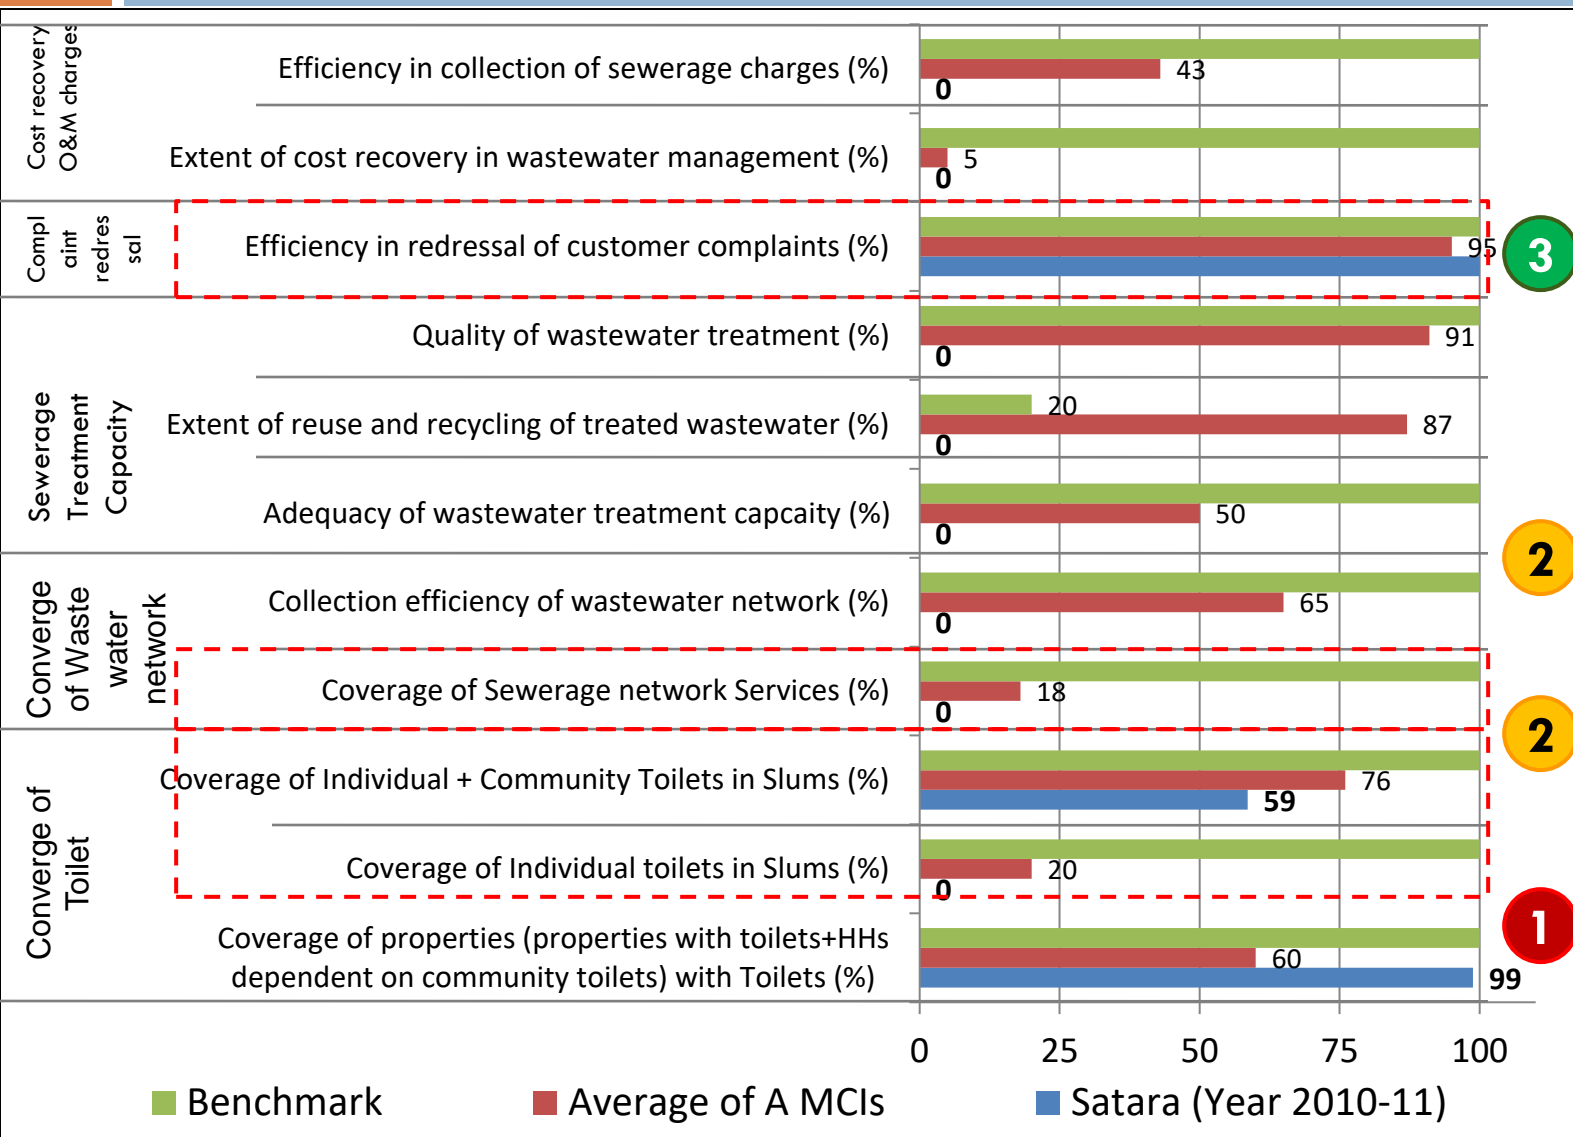 Cost recovery
O&M charges
Efficiency in collection of sewerage charges (%)
43
0
Extent of cost recovery in wastewater management (%)
5
0
Compl
aint
redres
sal
Efficiency in redressal of customer complaints (%)
95
3
Sewerage
Treatment
Capacity
Quality of wastewater treatment (%)
91
0
Extent of reuse and recycling of treated wastewater (%)
20
87
0
Adequacy of wastewater treatment capcaity (%)
50
0
2
Converge
of Waste
water
network
Collection efficiency of wastewater network (%)
65
0
Coverage of Sewerage network Services (%)
18
0
2
Converge of
Toilet
Coverage of Individual + Community Toilets in Slums (%)
76
59
Coverage of Individual toilets in Slums (%)
20
0
1
Coverage of properties (properties with toilets+HHs
dependent on community toilets) with Toilets (%)
60
99
0 25 50 75 100
Benchmark Average of A MCIs Satara (Year 2010-11)